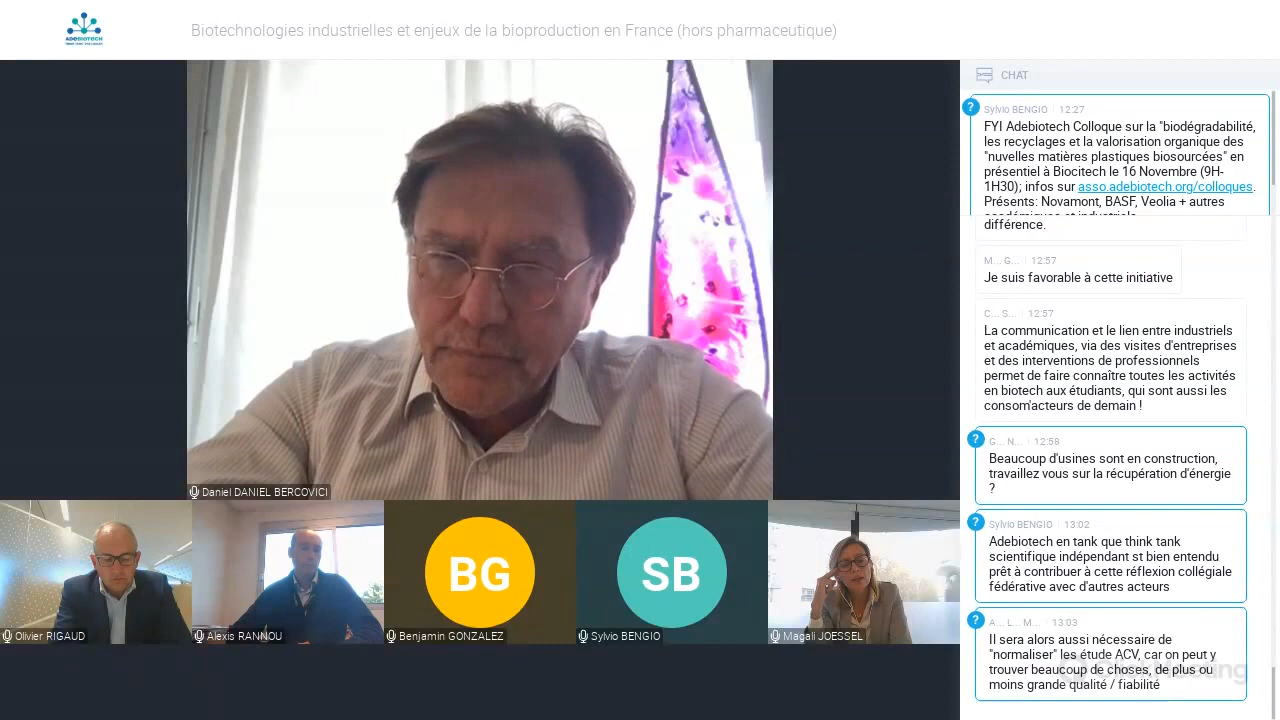 ADEBIOTECH
Biotechnologies industrielles et enjeux de la bioproduction en France (hors pharmaceutique)
Daniel DANIEL BERCOVICI
Olivier RIGAUD
Alexis RANNOU
BG
Benjamin GONZALEZ
SB
Sylvio BENGIO
Magali JOESSEL
CHAT
?
Sylvio BENGIO 12:27
FYI Adebiotech Colloque sur la "biodégradabilité,
les recyclages et la valorisation organique des
"nuvelles matières plastiques biosourcées" en
présentiel à Biocitech le 16 Novembre (9H-
1H30); infos sur asso.adebiotech.org/colloques.
Présents: Novamont, BASF, Veolia + autres
académiques et industriels
différence.
M... G... 12:57
Je suis favorable à cette initiative
C... S... 12:57
La communication et le lien entre industriels
et académiques, via des visites d'entreprises
et des interventions de professionnels
permet de faire connaître toutes les activités
en biotech aux étudiants, qui sont aussi les
consom'acteurs de demain !
?
G... N... 12:58
Beaucoup d'usines sont en construction,
travaillez vous sur la récupération d'énergie
?
?
Sylvio BENGIO 13:02
Adebiotech en tank que think tank
scientifique indépendant st bien entendu
prêt à contribuer à cette réflexion collégiale
fédérative avec d'autres acteurs
?
A... L... M... 13:03
Il sera alors aussi nécessaire de
"normaliser" les étude ACV, car on peut y
trouver beaucoup de choses, de plus ou
moins grande qualité / fiabilité